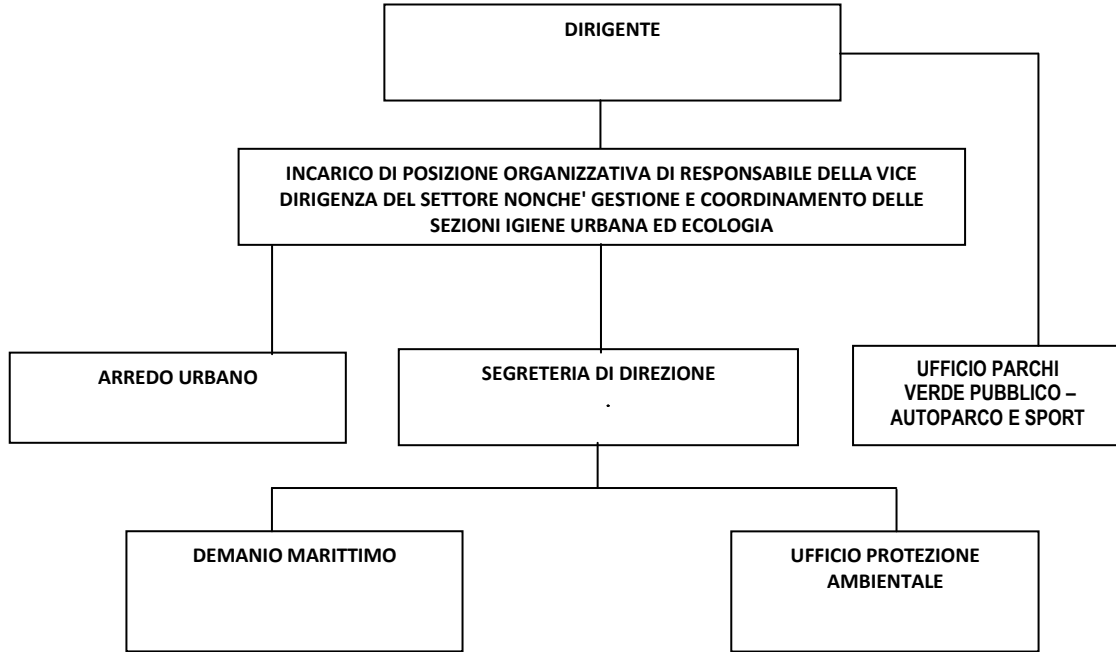 DIRIGENTE
INCARICO DI POSIZIONE ORGANIZZATIVA DI RESPONSABILE DELLA VICE
DIRIGENZA DEL SETTORE NONCHE' GESTIONE E COORDINAMENTO DELLE
SEZIONI IGIENE URBANA ED ECOLOGIA
ARREDO URBANO
SEGRETERIA DI DIREZIONE
.
UFFICIO PARCHI
VERDE PUBBLICO –
AUTOPARCO E SPORT
DEMANIO MARITTIMO
UFFICIO PROTEZIONE
AMBIENTALE